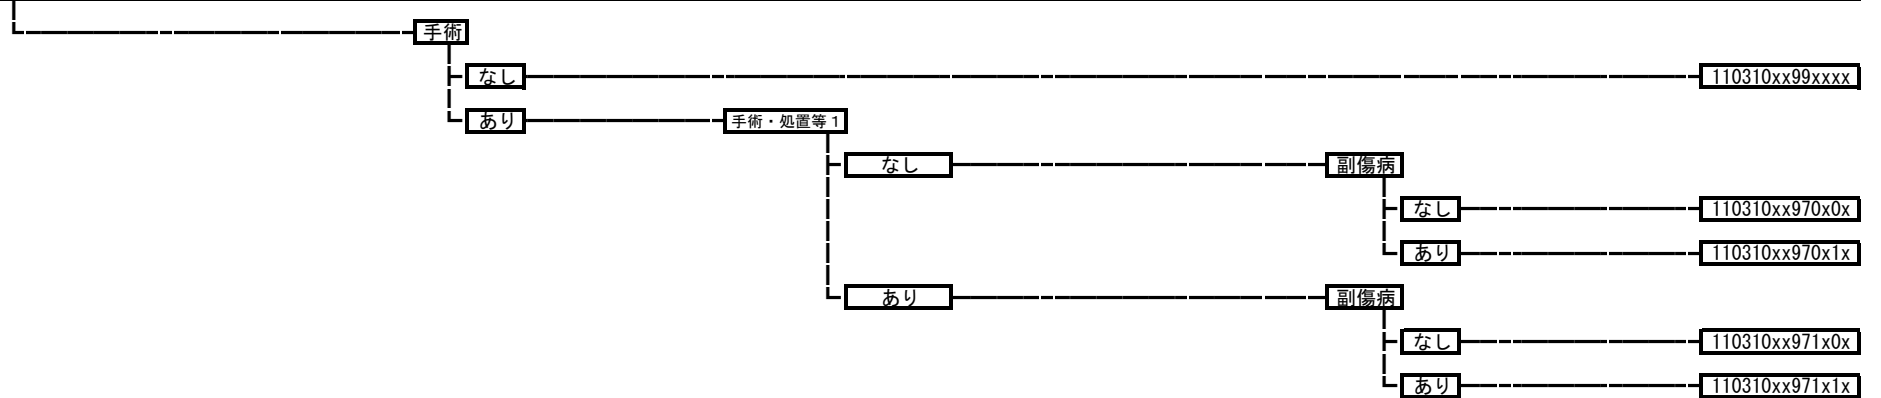 手術
なし 110310xx99xxxx
あり 手術・処置等１
なし 副傷病
なし 110310xx970x0x
あり 110310xx970x1x
あり 副傷病
なし 110310xx971x0x
あり 110310xx971x1x